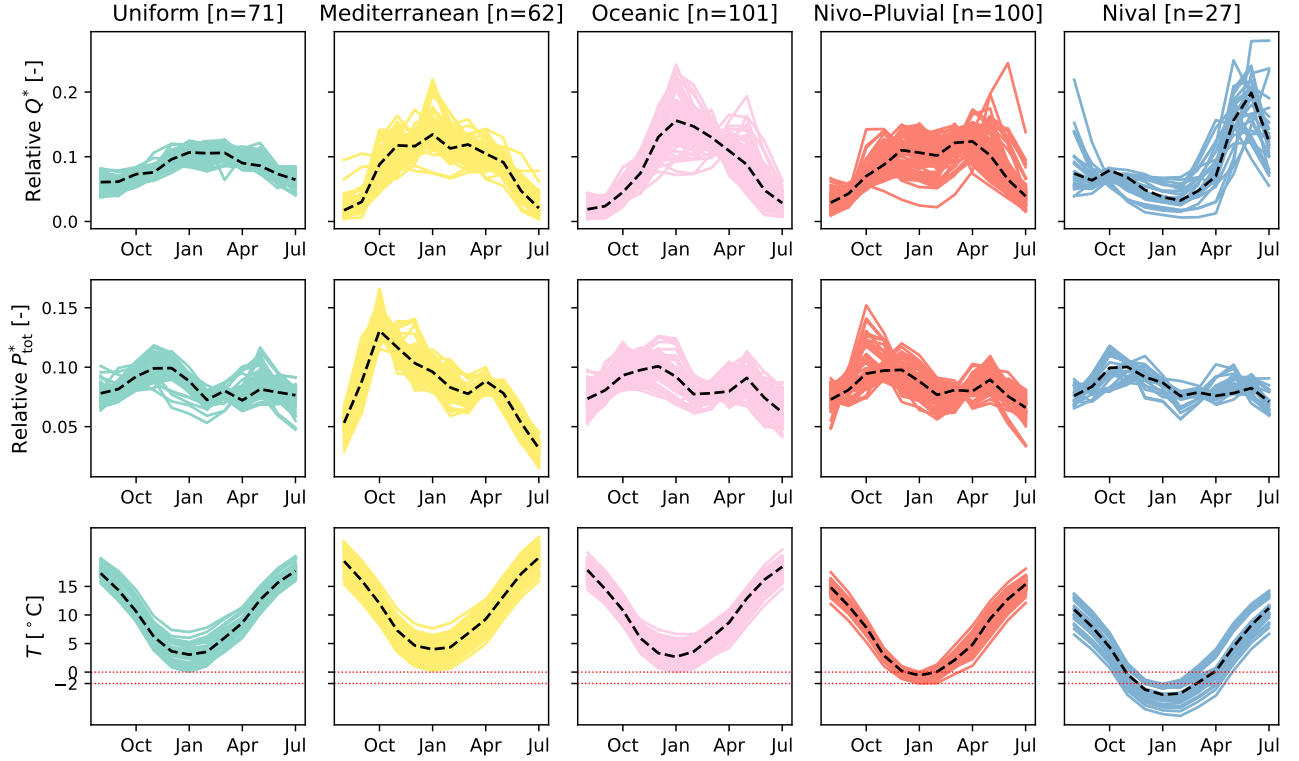 Uniform [n=71] Mediterranean [n=62] Oceanic [n=101] Nivo–Pluvial [n=100] Nival [n=27]
Relative Q* [-]
0.2
0.1
0.0
Oct Jan Apr Jul Oct Jan Apr Jul Oct Jan Apr Jul Oct Jan Apr Jul Oct Jan Apr Jul
Relative P*tot [-]
0.15
0.10
0.05
Oct Jan Apr Jul Oct Jan Apr Jul Oct Jan Apr Jul Oct Jan Apr Jul Oct Jan Apr Jul
T [°C]
15
10
5
0
−2
Oct Jan Apr Jul Oct Jan Apr Jul Oct Jan Apr Jul Oct Jan Apr Jul Oct Jan Apr Jul